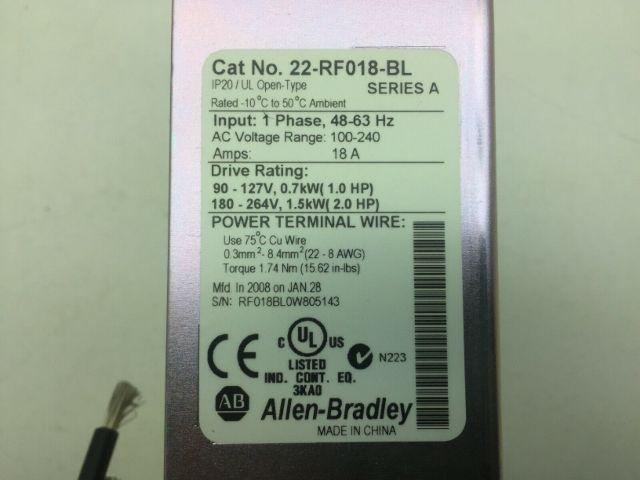 Cat No. 22-RF018-BL
IP20 / UL Open-Type SERIES A
Rated -10°C to 50°C Ambient
Input: 1 Phase, 48-63 Hz
AC Voltage Range: 100-240
Amps: 18 A
Drive Rating:
90 - 127V, 0.7kW( 1.0 HP)
180 - 264V, 1.5kW( 2.0 HP)
POWER TERMINAL WIRE:
Use 75°C Cu Wire
0.3mm²- 8.4mm²(22 - 8 AWG)
Torque 1.74 Nm (15.62 in-lbs)
Mfd. In 2008 on JAN.28
S/N: RF018BL0W805143
CE C UL US N223
LISTED
IND. CONT. EQ.
3KA0
AB Allen-Bradley
MADE IN CHINA